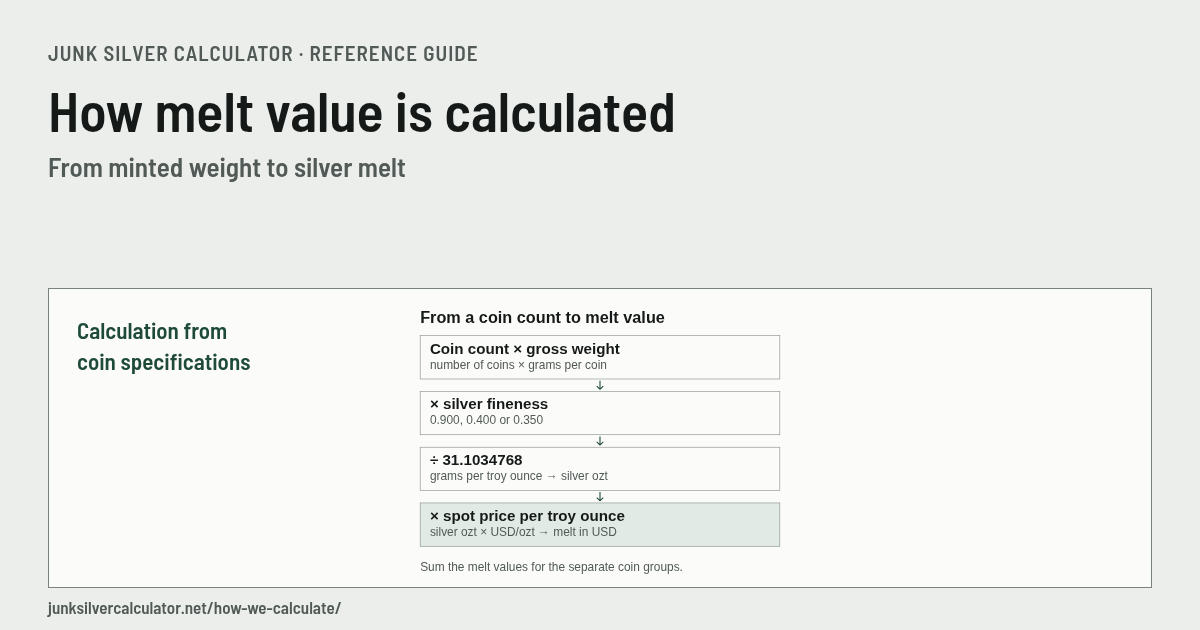 JUNK SILVER CALCULATOR · REFERENCE GUIDE
How melt value is calculated
From minted weight to silver melt
Calculation from
coin specifications
From a coin count to melt value
Coin count × gross weight
number of coins × grams per coin
↓
× silver fineness
0.900, 0.400 or 0.350
↓
÷ 31.1034768
grams per troy ounce → silver ozt
↓
× spot price per troy ounce
silver ozt × USD/ozt → melt in USD
Sum the melt values for the separate coin groups.
junksilvercalculator.net/how-we-calculate/